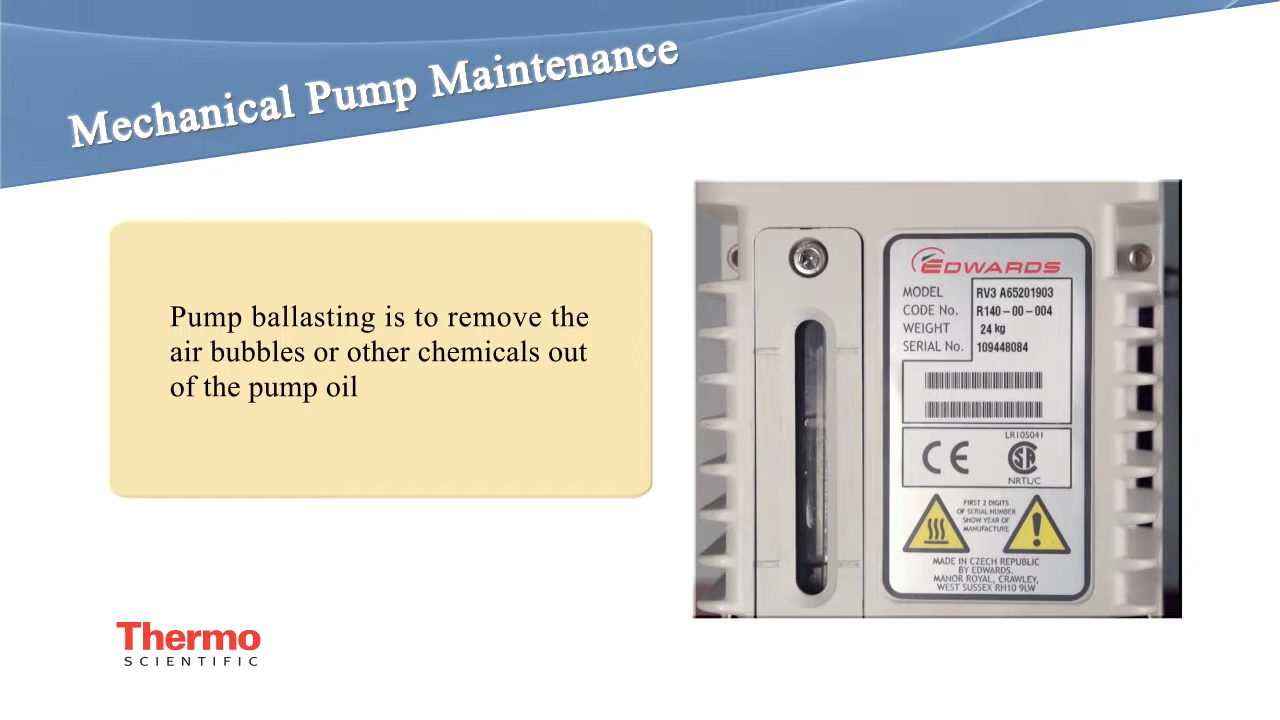 Mechanical Pump Maintenance
Pump ballasting is to remove the
air bubbles or other chemicals out
of the pump oil
EDWARDS
MODEL RV3 A65201903
CODE No. R140-00-004
WEIGHT 24 kg
SERIAL No. 109448084
LR105041
CE SA
NRTL/C
FIRST 2 DIGITS
OF SERIAL NUMBER
SHOW YEAR OF
MANUFACTURE
MADE IN CZECH REPUBLIC
BY EDWARDS.
MANOR ROYAL, CRAWLEY,
WEST SUSSEX RH10 9LW
Thermo
SCIENTIFIC